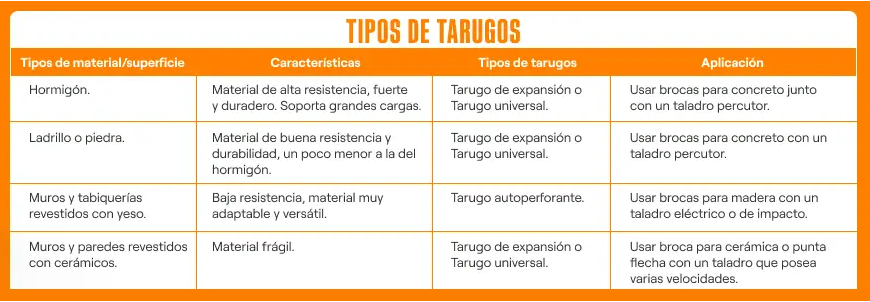 TIPOS DE TARUGOS
Tipos de material/superficie Características Tipos de tarugos Aplicación
Hormigón.
Material de alta resistencia, fuerte
y duradero. Soporta grandes cargas.
Tarugo de expansión o
Tarugo universal.
Usar brocas para concreto junto
con un taladro percutor.
Ladrillo o piedra.
Material de buena resistencia y
durabilidad, un poco menor a la del
hormigón.
Tarugo de expansión o
Tarugo universal.
Usar brocas para concreto con un
taladro percutor.
Muros y tabiquerías
revestidos con yeso.
Baja resistencia, material muy
adaptable y versátil.
Tarugo autoperforante.
Usar brocas para madera con un
taladro eléctrico o de impacto.
Muros y paredes revestidos
con cerámicos.
Material frágil.
Tarugo de expansión o
Tarugo universal.
Usar broca para cerámica o punta
flecha con un taladro que posea
varias velocidades.